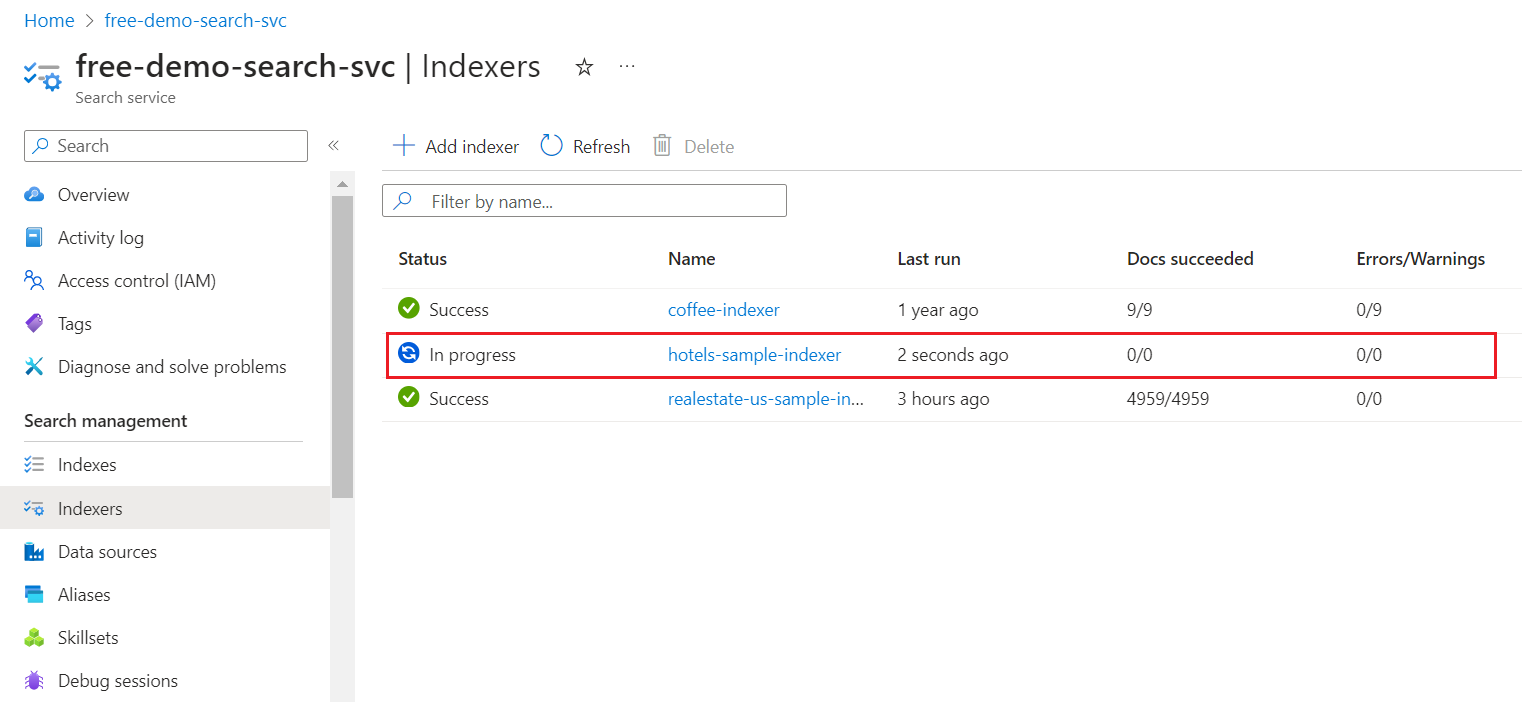 Home > free-demo-search-svc
free-demo-search-svc | Indexers ...
Search service
Search
«
Overview
Activity log
Access control (IAM)
Tags
Diagnose and solve problems
Search management
Indexes
Indexers
Data sources
Aliases
Skillsets
Debug sessions
Add indexer Refresh Delete
Filter by name...
Status Name Last run Docs succeeded Errors/Warnings
Success coffee-indexer 1 year ago 9/9 0/9
In progress hotels-sample-indexer 2 seconds ago 0/0 0/0
Success realestate-us-sample-in... 3 hours ago 4959/4959 0/0